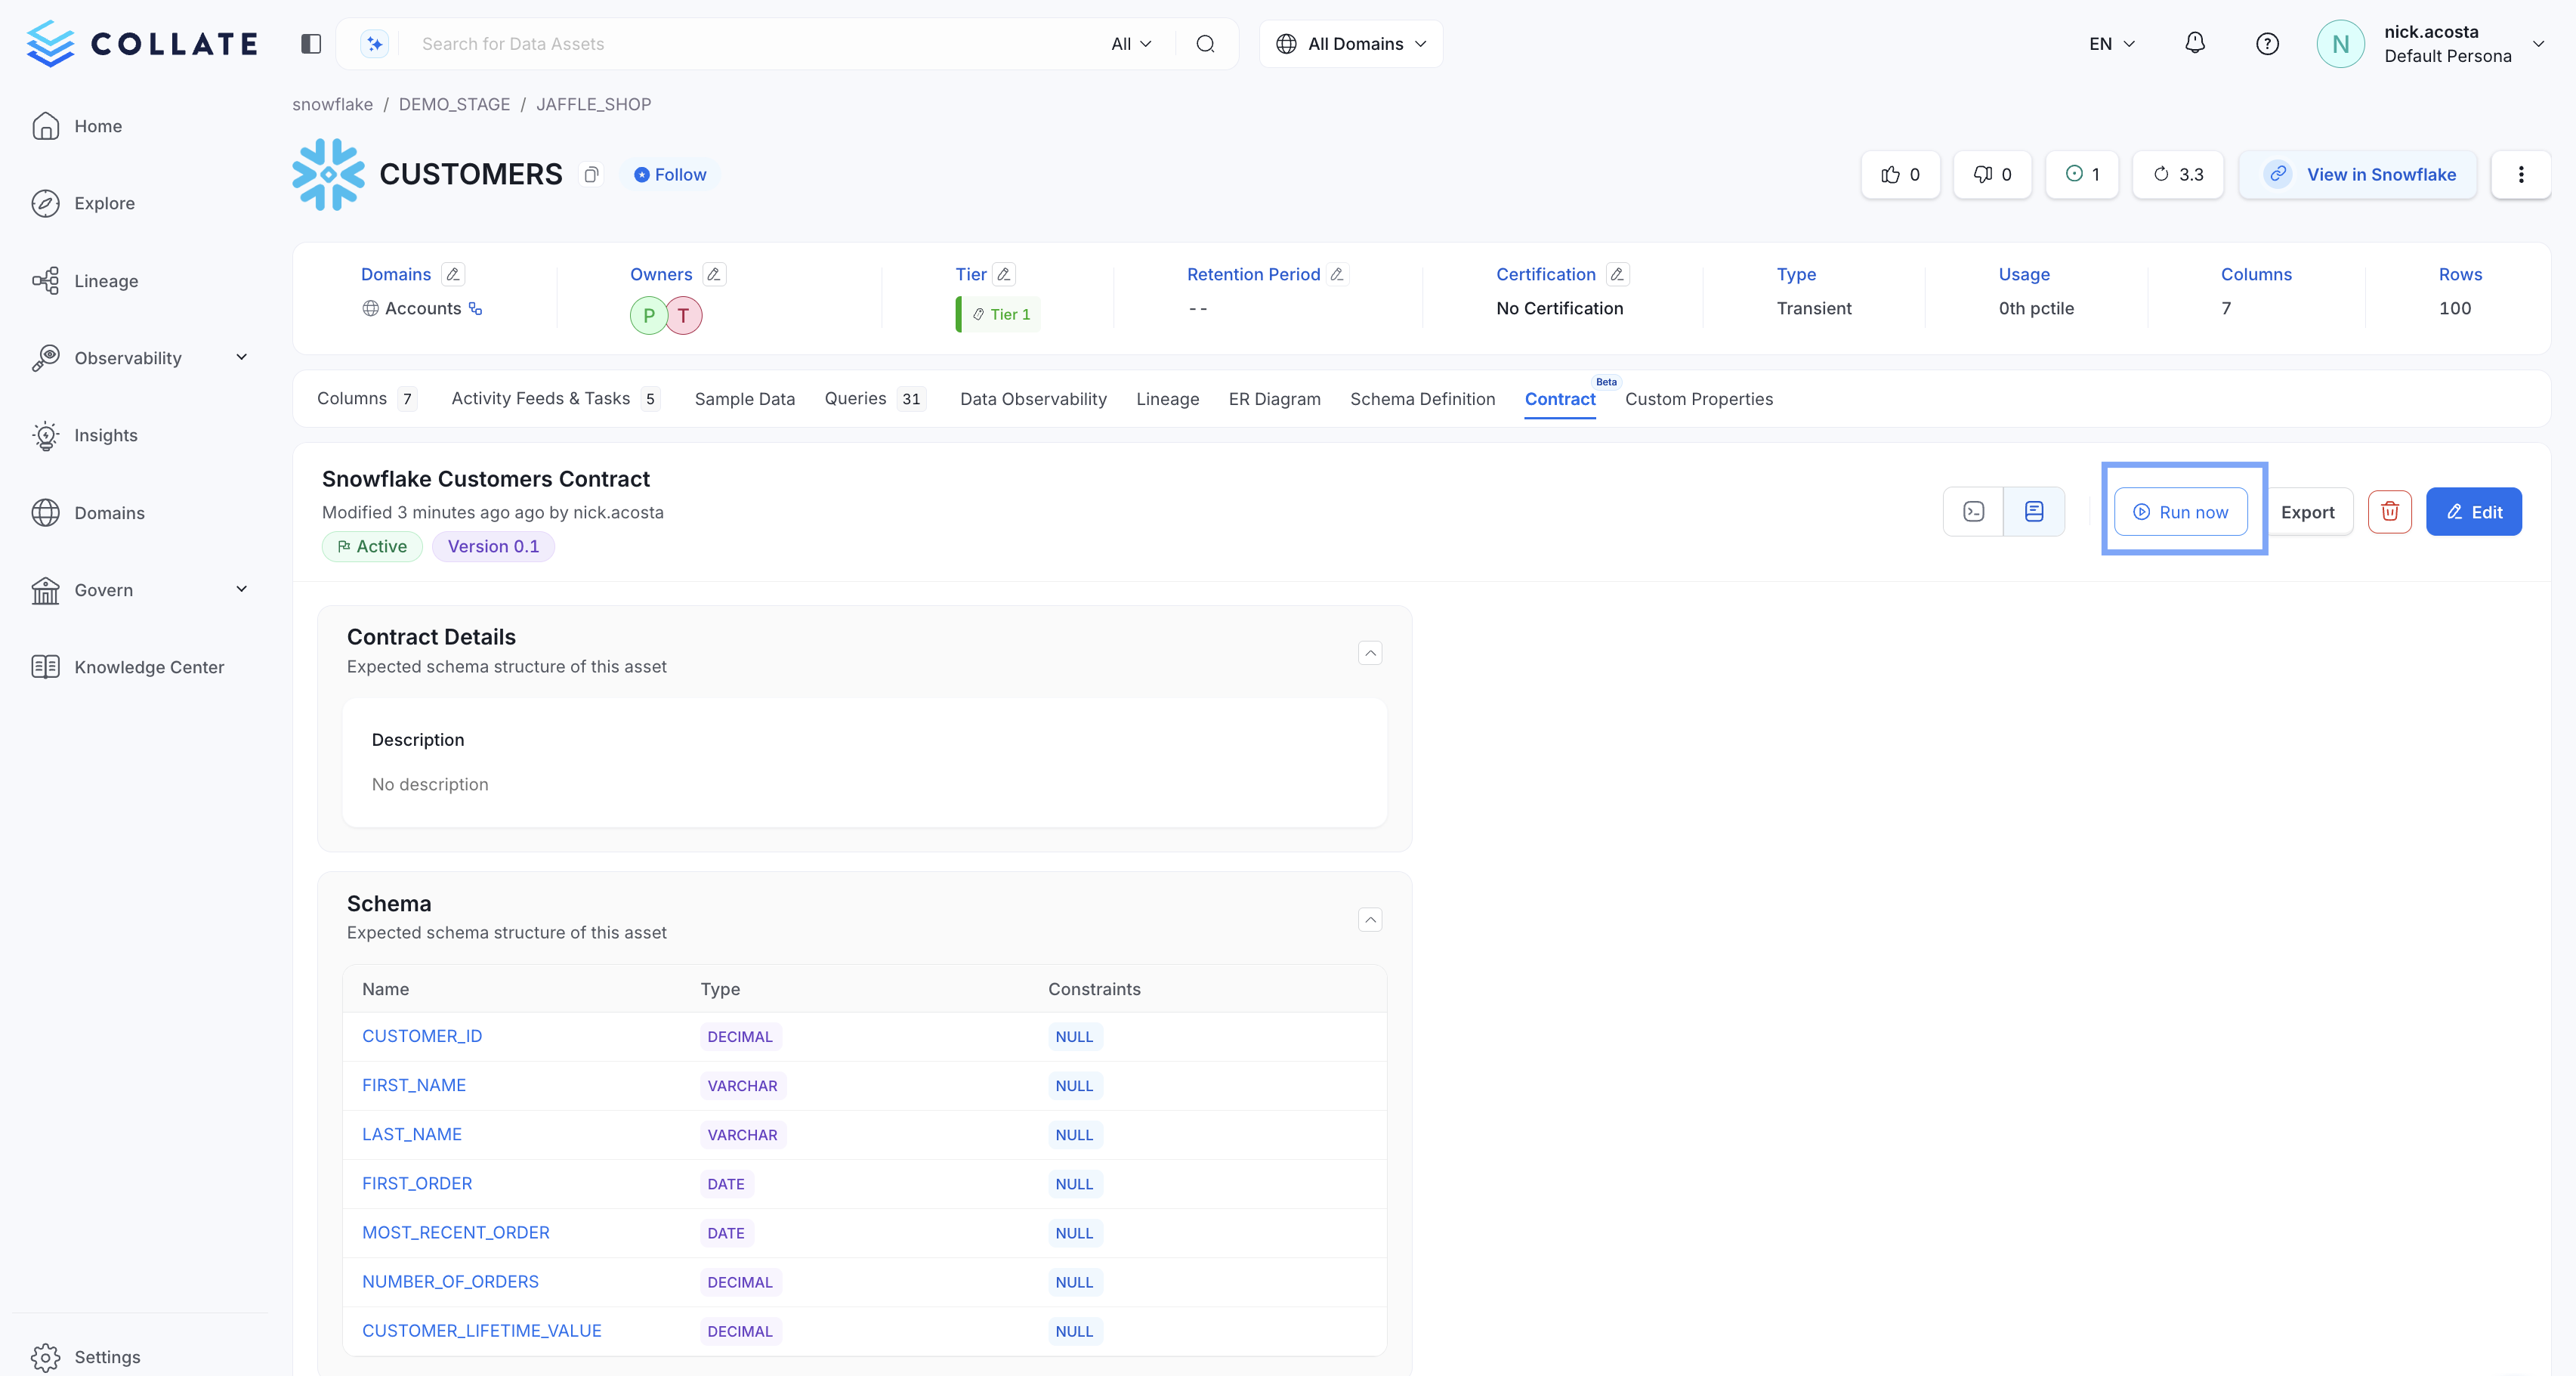 COLLATE
Search for Data Assets
All
All Domains
EN
N
nick.acosta
Default Persona
Home
Explore
Lineage
Observability
Insights
Domains
Govern
Knowledge Center
Settings
snowflake / DEMO_STAGE / JAFFLE_SHOP
CUSTOMERS
Follow
0
0
1
3.3
View in Snowflake
Domains
Accounts
Owners
P T
Tier
Tier 1
Retention Period
--
Certification
No Certification
Type
Transient
Usage
0th pctile
Columns
7
Rows
100
Columns 7
Activity Feeds & Tasks 5
Sample Data
Queries 31
Data Observability
Lineage
ER Diagram
Schema Definition
Contract Beta
Custom Properties
Snowflake Customers Contract
Modified 3 minutes ago ago by nick.acosta
Active
Version 0.1
Run now
Export
Edit
Contract Details
Expected schema structure of this asset
Description
No description
Schema
Expected schema structure of this asset
Name Type Constraints
CUSTOMER_ID DECIMAL NULL
FIRST_NAME VARCHAR NULL
LAST_NAME VARCHAR NULL
FIRST_ORDER DATE NULL
MOST_RECENT_ORDER DATE NULL
NUMBER_OF_ORDERS DECIMAL NULL
CUSTOMER_LIFETIME_VALUE DECIMAL NULL